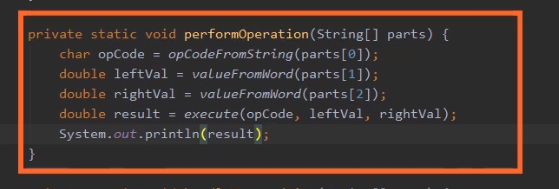 private static void performOperation(String[] parts) {
    char opCode = opCodeFromString(parts[0]);
    double leftVal = valueFromWord(parts[1]);
    double rightVal = valueFromWord(parts[2]);
    double result = execute(opCode, leftVal, rightVal);
    System.out.println(result);
}